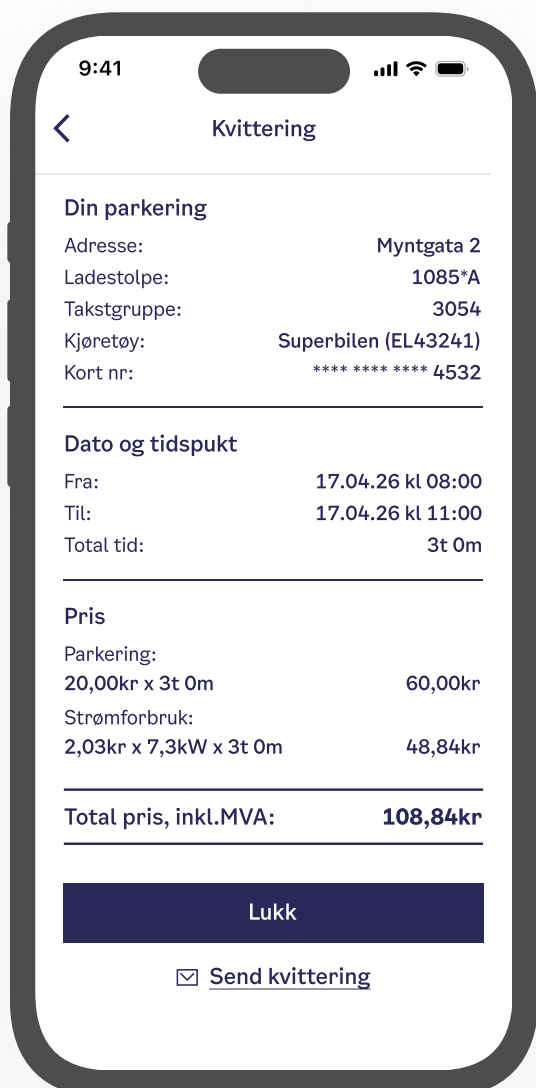 9:41
Kvittering
Din parkering
Adresse: Myntgata 2
Ladestolpe: 1085*A
Takstgruppe: 3054
Kjøretøy: Superbilen (EL43241)
Kort nr: **** **** **** 4532
Dato og tidspukt
Fra: 17.04.26 kl 08:00
Til: 17.04.26 kl 11:00
Total tid: 3t 0m
Pris
Parkering:
20,00kr x 3t 0m 60,00kr
Strømforbruk:
2,03kr x 7,3kW x 3t 0m 48,84kr
Total pris, inkl.MVA: 108,84kr
Lukk
Send kvittering